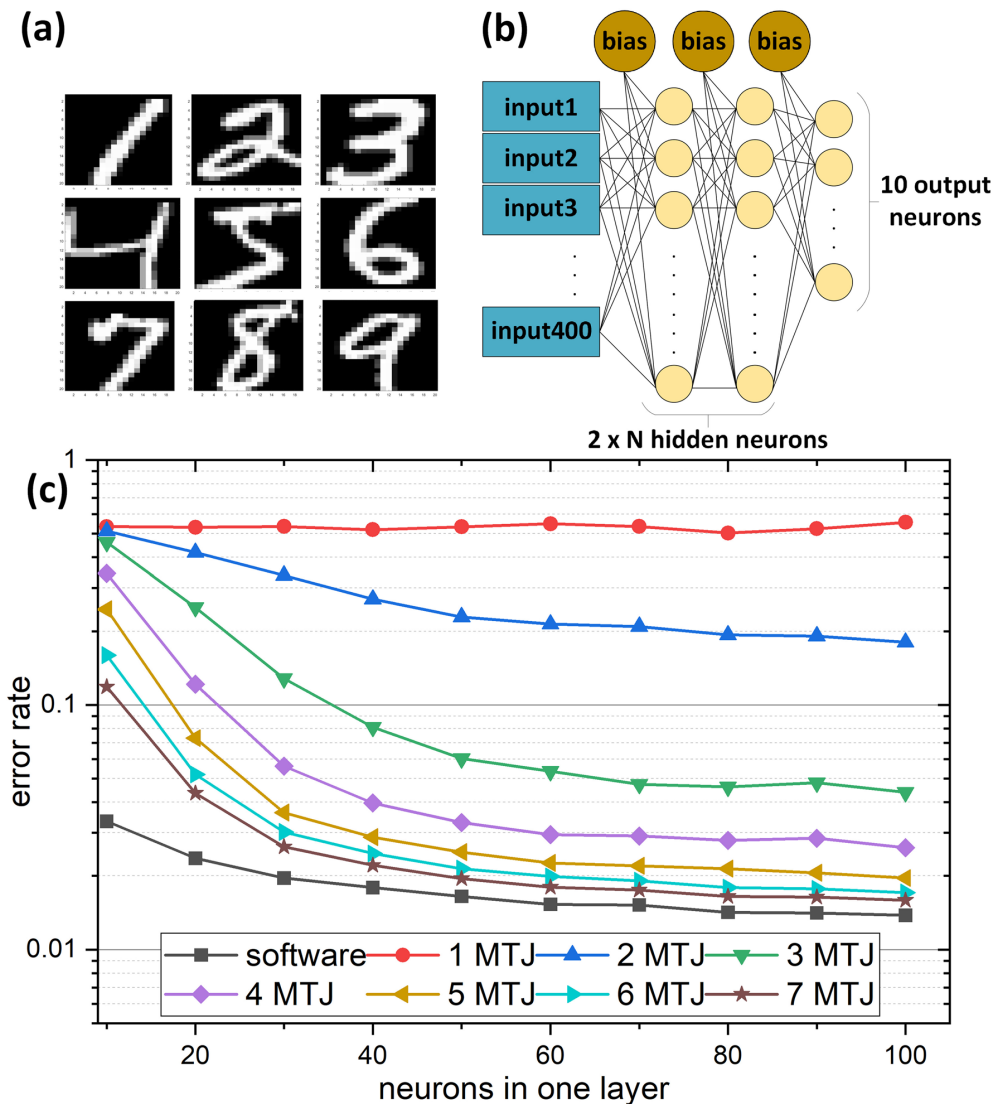 (a)
(b)
bias bias bias
input1
input2
input3
input400
10 output
neurons
2 x N hidden neurons
(c)
1
0.1
0.01
error rate
20 40 60 80 100
neurons in one layer
software 1 MTJ 2 MTJ 3 MTJ
4 MTJ 5 MTJ 6 MTJ 7 MTJ